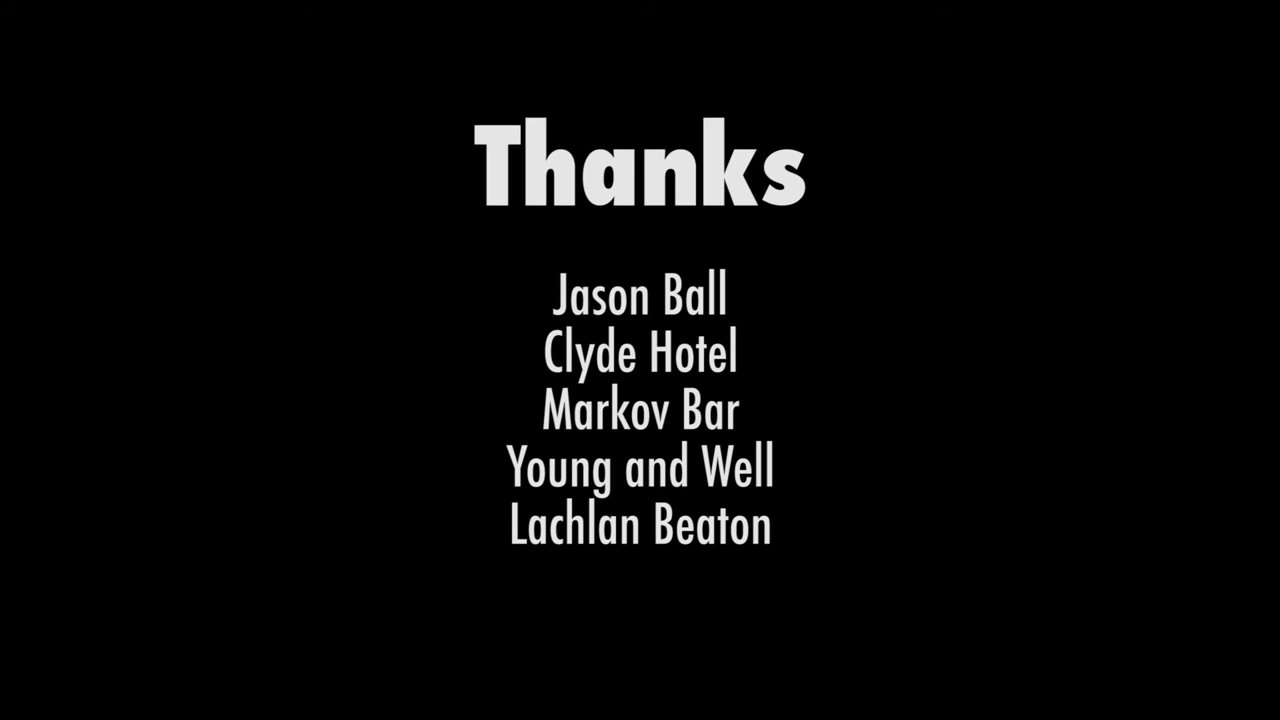 Thanks
Jason Ball
Clyde Hotel
Markov Bar
Young and Well
Lachlan Beaton